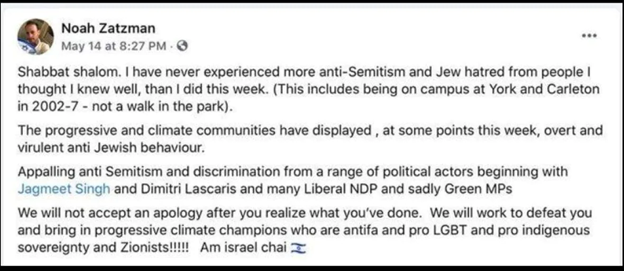 Noah Zatzman
May 14 at 8:27 PM ·
Shabbat shalom. I have never experienced more anti-Semitism and Jew hatred from people I
thought I knew well, than I did this week. (This includes being on campus at York and Carleton
in 2002-7 - not a walk in the park).
The progressive and climate communities have displayed , at some points this week, overt and
virulent anti Jewish behaviour.
Appalling anti Semitism and discrimination from a range of political actors beginning with
Jagmeet Singh and Dimitri Lascaris and many Liberal NDP and sadly Green MPs
We will not accept an apology after you realize what you've done.  We will work to defeat you
and bring in progressive climate champions who are antifa and pro LGBT and pro indigenous
sovereignty and Zionists!!!!!   Am israel chai 🇮🇱